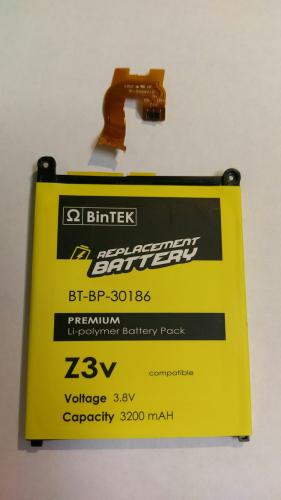 Ω BinTEK
REPLACEMENT
BATTERY
BT-BP-30186
PREMIUM
Li-polymer Battery Pack
Z3v compatible
Voltage 3.8V
Capacity 3200 mAH